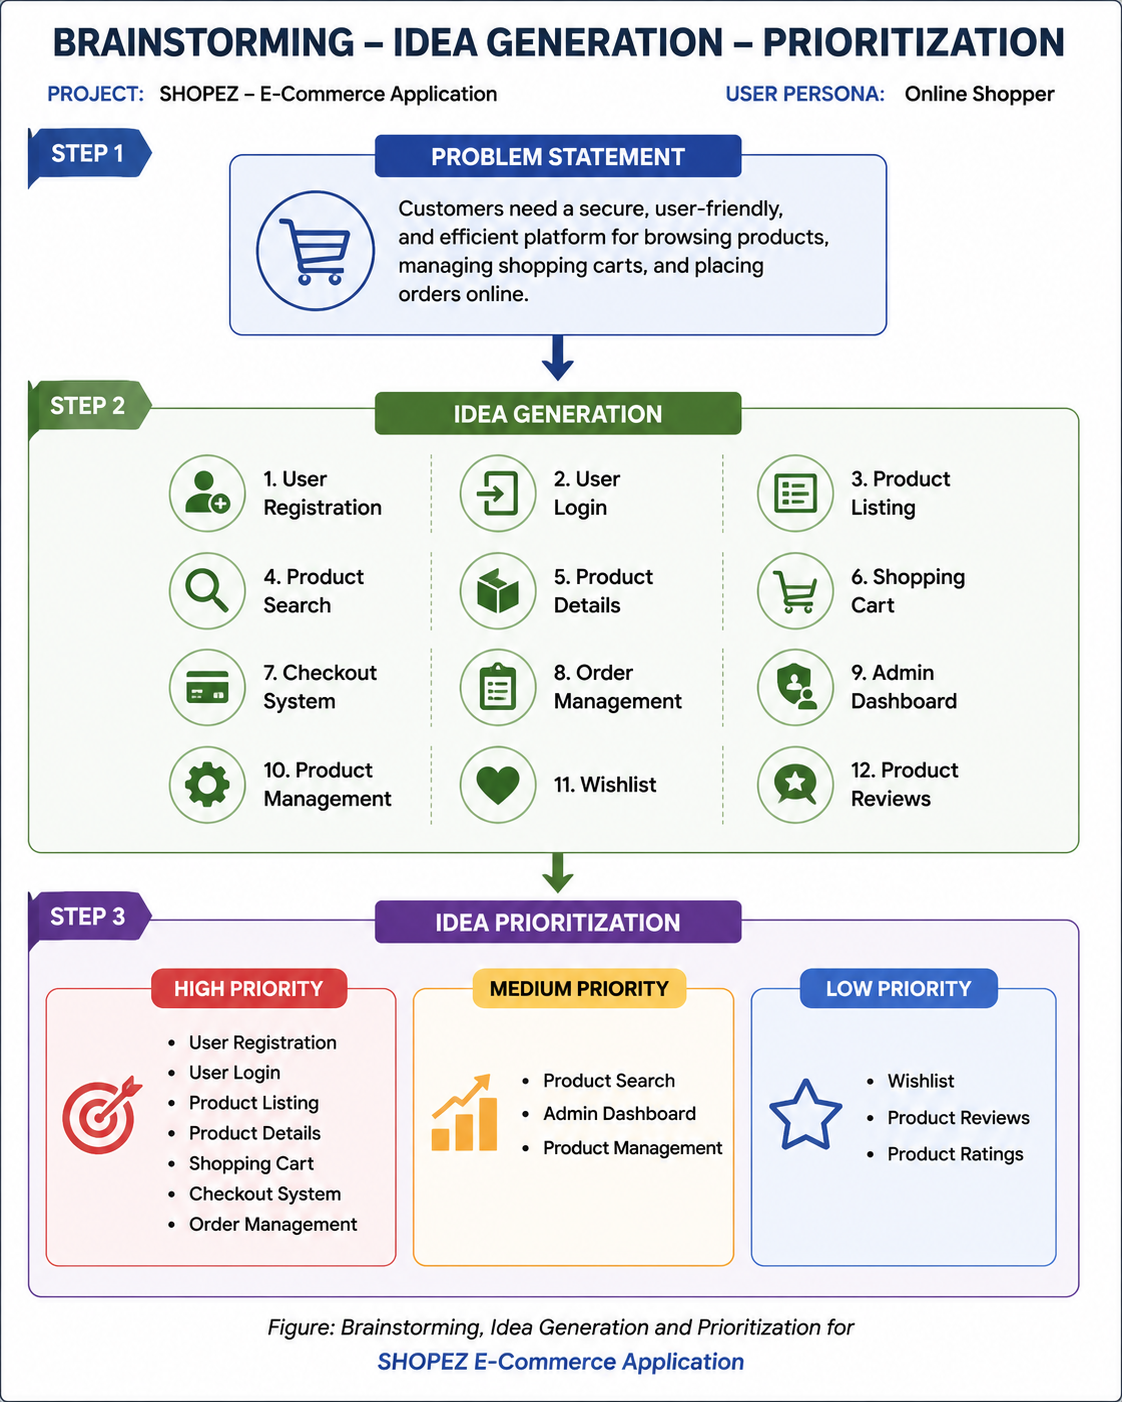 BRAINSTORMING – IDEA GENERATION – PRIORITIZATION
PROJECT: SHOPEZ – E-Commerce Application
USER PERSONA: Online Shopper
STEP 1
PROBLEM STATEMENT
Customers need a secure, user-friendly,
and efficient platform for browsing products,
managing shopping carts, and placing
orders online.
STEP 2
IDEA GENERATION
1. User
Registration
2. User
Login
3. Product
Listing
4. Product
Search
5. Product
Details
6. Shopping
Cart
7. Checkout
System
8. Order
Management
9. Admin
Dashboard
10. Product
Management
11. Wishlist
12. Product
Reviews
STEP 3
IDEA PRIORITIZATION
HIGH PRIORITY
• User Registration
• User Login
• Product Listing
• Product Details
• Shopping Cart
• Checkout System
• Order Management
MEDIUM PRIORITY
• Product Search
• Admin Dashboard
• Product Management
LOW PRIORITY
• Wishlist
• Product Reviews
• Product Ratings
Figure: Brainstorming, Idea Generation and Prioritization for
SHOPEZ E-Commerce Application